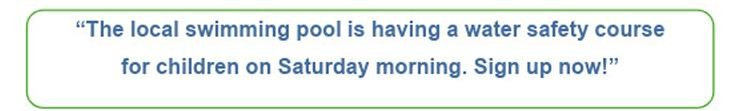 “The local swimming pool is having a water safety course
for children on Saturday morning. Sign up now!”